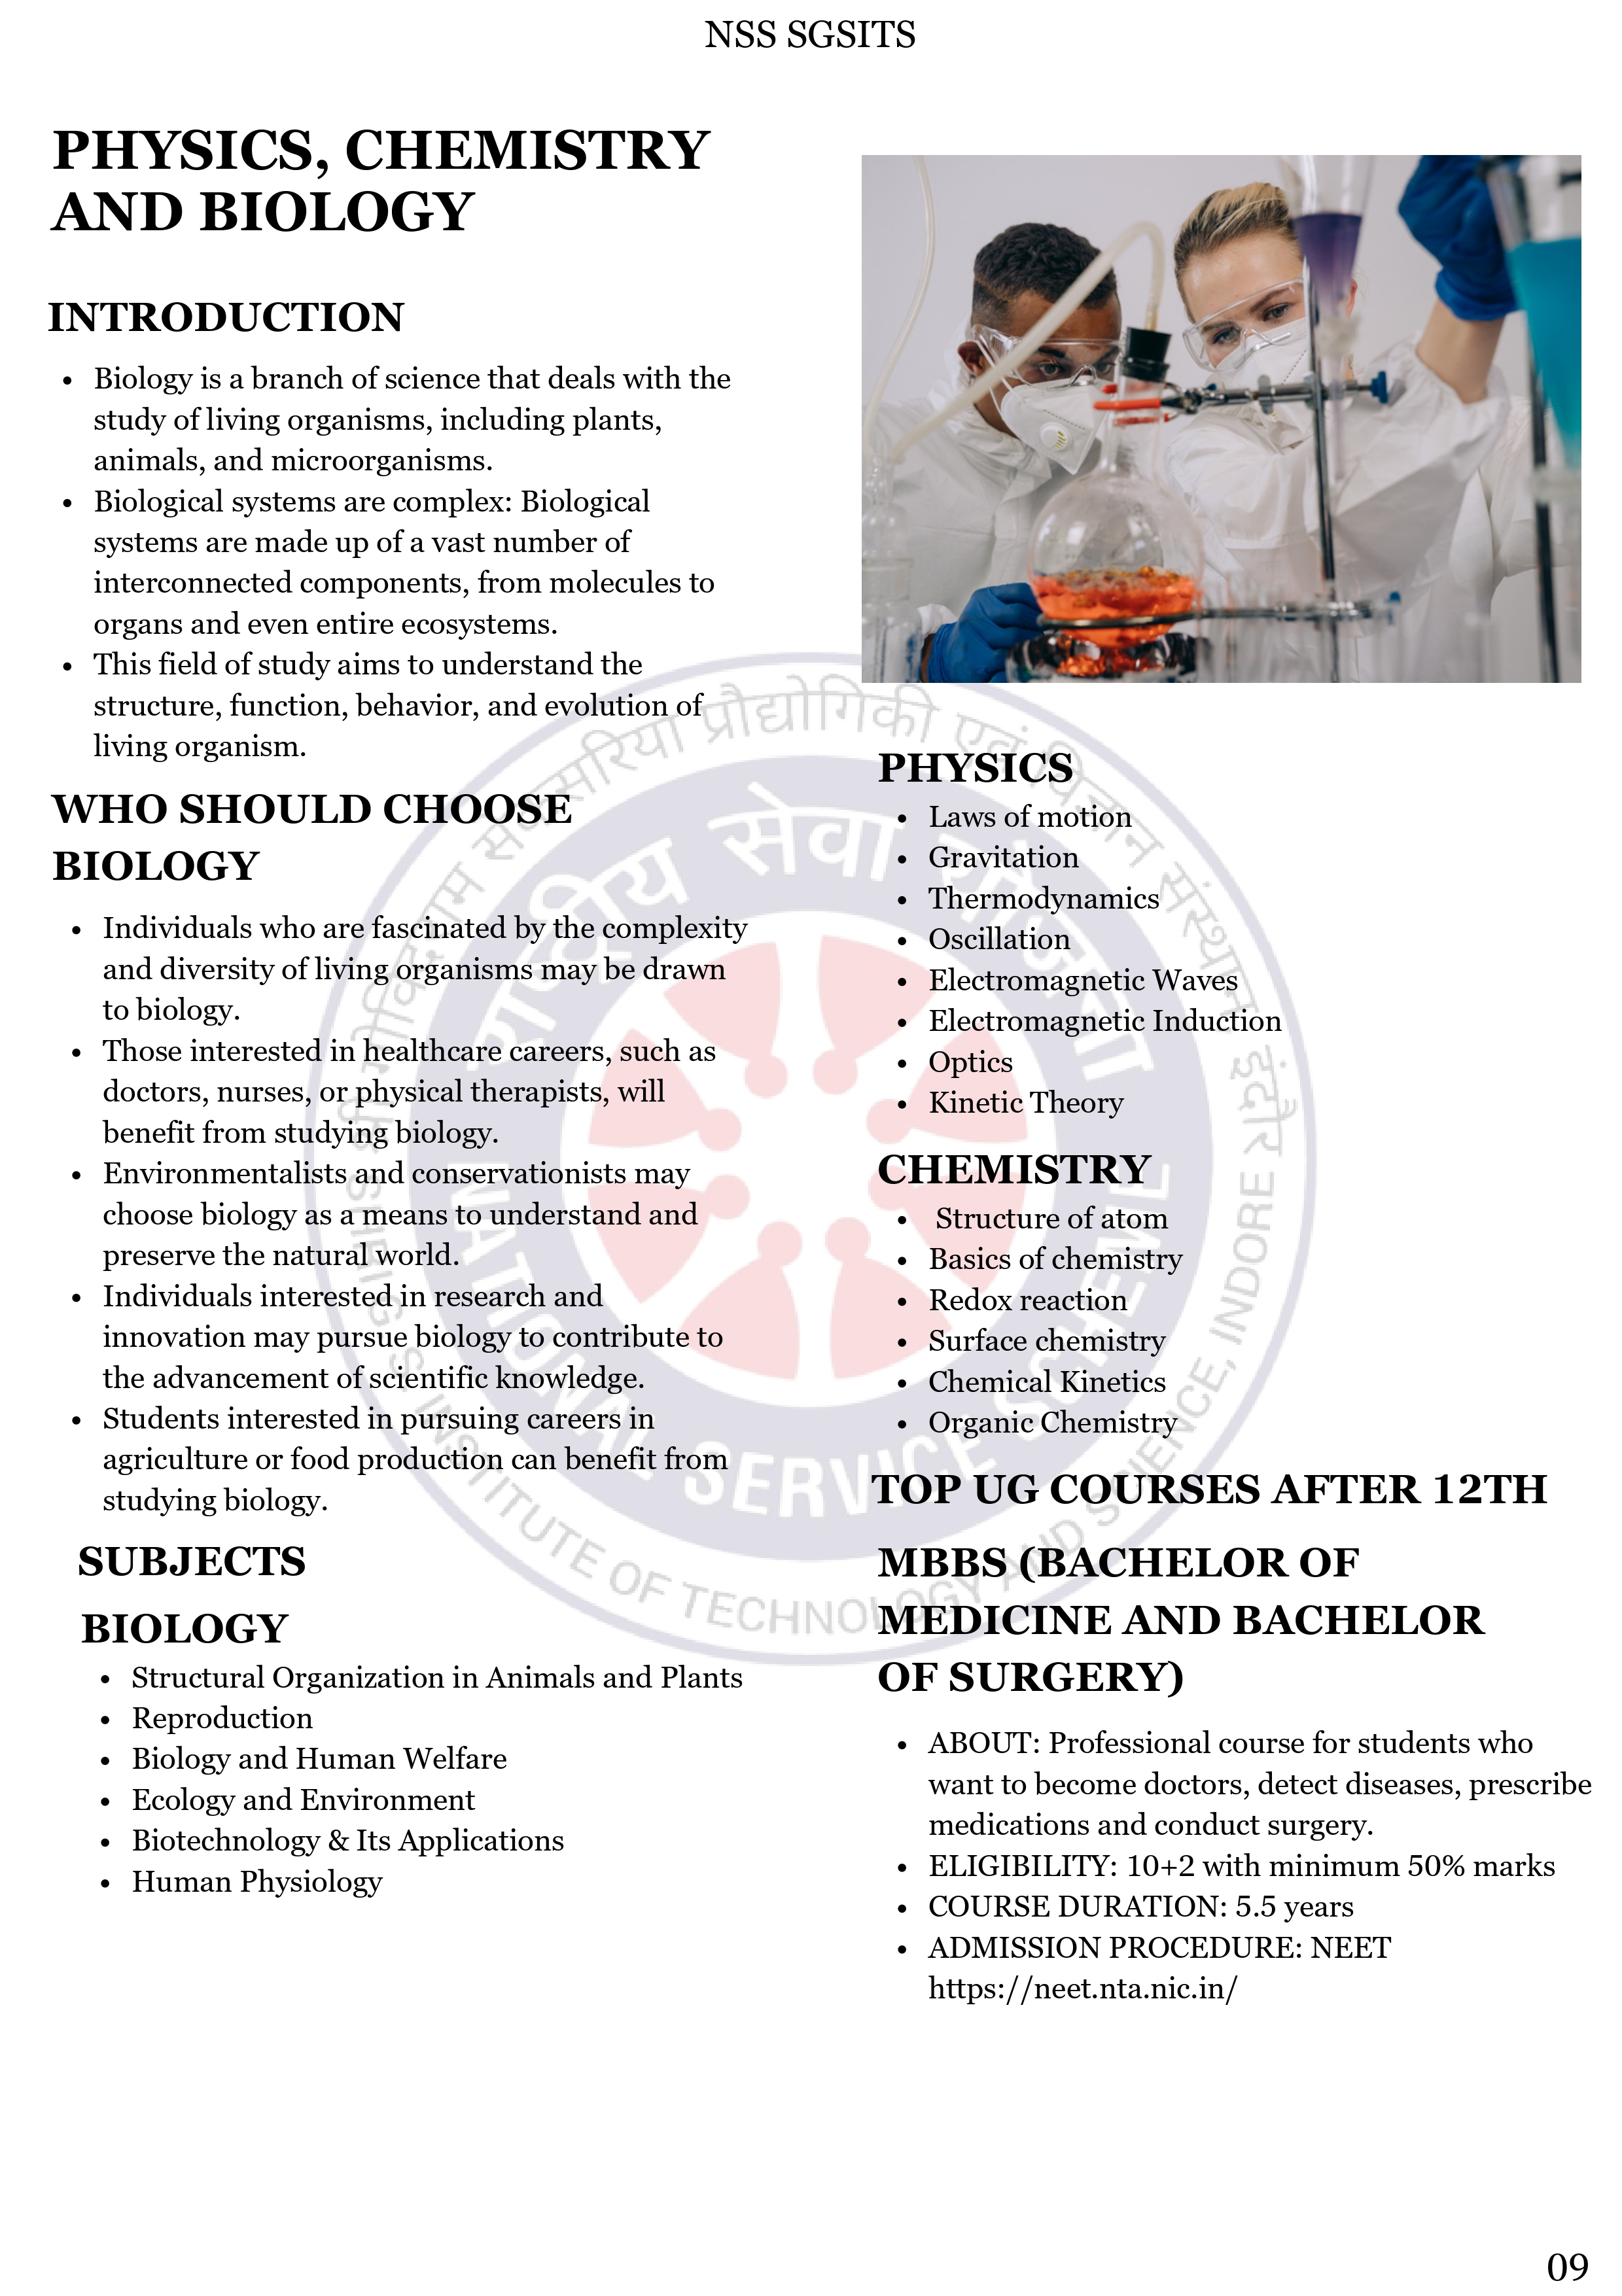 NSS SGSITS
PHYSICS, CHEMISTRY
AND BIOLOGY
INTRODUCTION
• Biology is a branch of science that deals with the
study of living organisms, including plants,
animals, and microorganisms.
• Biological systems are complex: Biological
systems are made up of a vast number of
interconnected components, from molecules to
organs and even entire ecosystems.
• This field of study aims to understand the
structure, function, behavior, and evolution of
living organism.
WHO SHOULD CHOOSE
BIOLOGY
• Individuals who are fascinated by the complexity
and diversity of living organisms may be drawn
to biology.
• Those interested in healthcare careers, such as
doctors, nurses, or physical therapists, will
benefit from studying biology.
• Environmentalists and conservationists may
choose biology as a means to understand and
preserve the natural world.
• Individuals interested in research and
innovation may pursue biology to contribute to
the advancement of scientific knowledge.
• Students interested in pursuing careers in
agriculture or food production can benefit from
studying biology.
SUBJECTS
BIOLOGY
• Structural Organization in Animals and Plants
• Reproduction
• Biology and Human Welfare
• Ecology and Environment
• Biotechnology & Its Applications
• Human Physiology
PHYSICS
• Laws of motion
• Gravitation
• Thermodynamics
• Oscillation
• Electromagnetic Waves
• Electromagnetic Induction
• Optics
• Kinetic Theory
CHEMISTRY
• Structure of atom
• Basics of chemistry
• Redox reaction
• Surface chemistry
• Chemical Kinetics
• Organic Chemistry
TOP UG COURSES AFTER 12TH
MBBS (BACHELOR OF
MEDICINE AND BACHELOR
OF SURGERY)
• ABOUT: Professional course for students who
want to become doctors, detect diseases, prescribe
medications and conduct surgery.
• ELIGIBILITY: 10+2 with minimum 50% marks
• COURSE DURATION: 5.5 years
• ADMISSION PROCEDURE: NEET
https://neet.nta.nic.in/
प्रौद्योगिकी एवं विज्ञान संस्थान, इंदौर
राष्ट्रीय सेवा योजना
NATIONAL SERVICE SCHEME
INSTITUTE OF TECHNOLOGY AND SCIENCE, INDORE
09